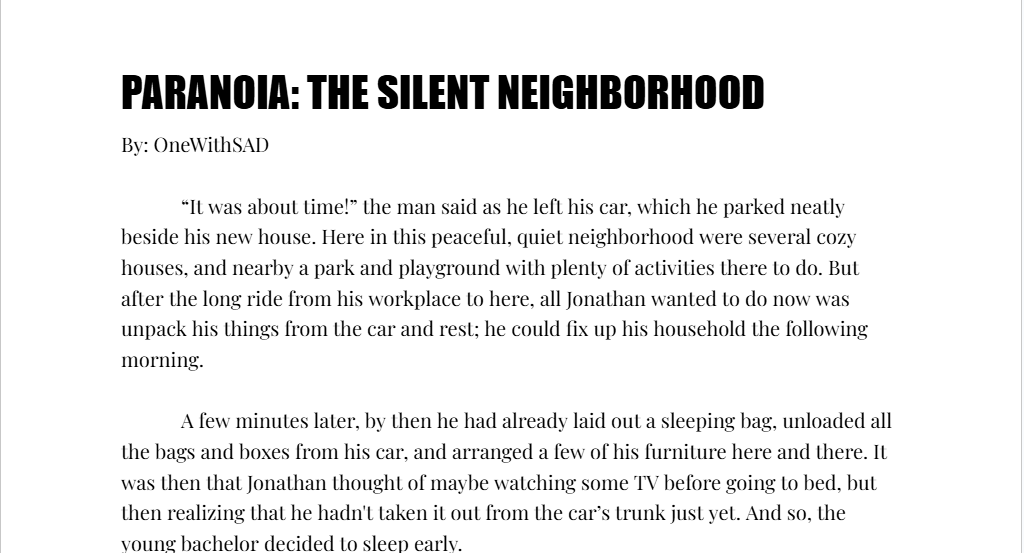 PARANOIA: THE SILENT NEIGHBORHOOD
By: OneWithSAD
“It was about time!” the man said as he left his car, which he parked neatly
beside his new house. Here in this peaceful, quiet neighborhood were several cozy
houses, and nearby a park and playground with plenty of activities there to do. But
after the long ride from his workplace to here, all Jonathan wanted to do now was
unpack his things from the car and rest; he could fix up his household the following
morning.
A few minutes later, by then he had already laid out a sleeping bag, unloaded all
the bags and boxes from his car, and arranged a few of his furniture here and there. It
was then that Jonathan thought of maybe watching some TV before going to bed, but
then realizing that he hadn't taken it out from the car’s trunk just yet. And so, the
young bachelor decided to sleep early.